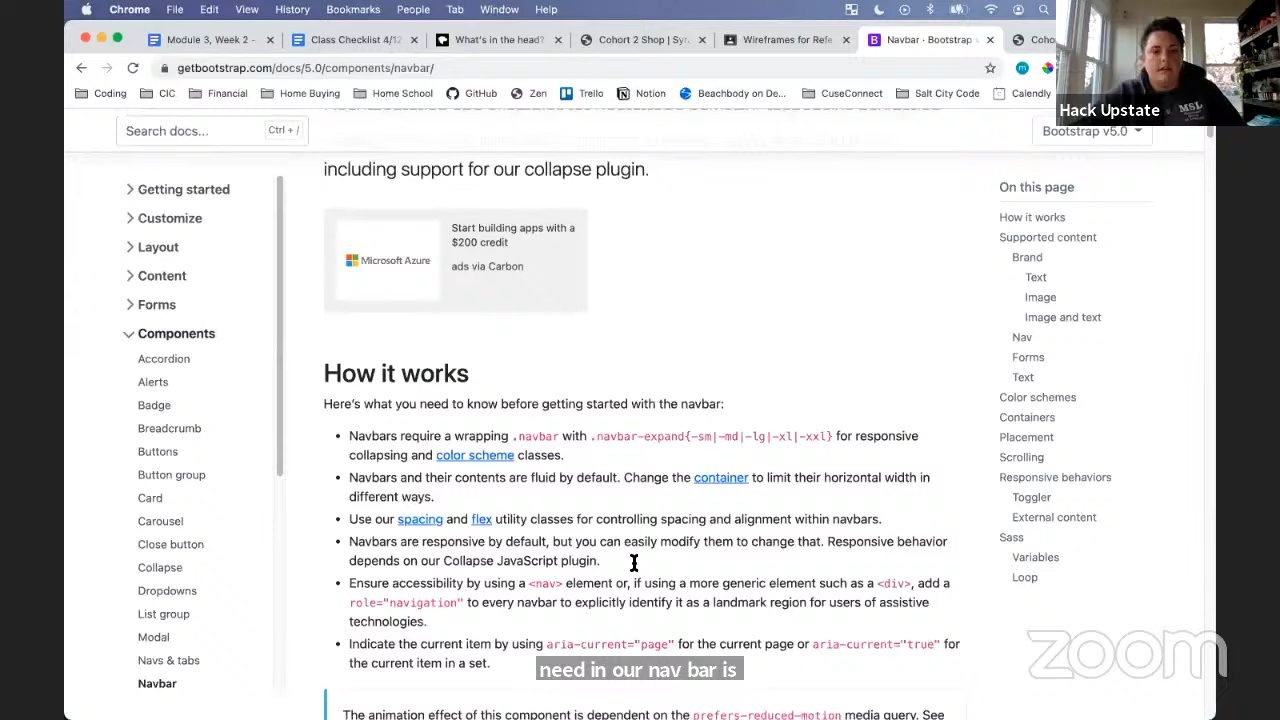 Chrome File Edit View History Bookmarks People Tab Window Help
Module 3, Week 2 -
Class Checklist 4/12
What's in the head
Cohort 2 Shop | Syra
Wireframes for Refe
Navbar · Bootstrap v
Coho
getbootstrap.com/docs/5.0/components/navbar/
Coding CIC Financial Home Buying Home School GitHub Zen Trello Notion Beachbody on De... CuseConnect Salt City Code Calendly
Hack Upstate
MSL
Search docs... Ctrl + /
Bootstrap v5.0
including support for our collapse plugin.
Microsoft Azure
Start building apps with a
$200 credit
ads via Carbon
Getting started
Customize
Layout
Content
Forms
Components
Accordion
Alerts
Badge
Breadcrumb
Buttons
Button group
Card
Carousel
Close button
Collapse
Dropdowns
List group
Modal
Navs & tabs
Navbar
How it works
Here's what you need to know before getting started with the navbar:
• Navbars require a wrapping .navbar with .navbar-expand{-sm|-md|-lg|-xl|-xxl} for responsive
collapsing and color scheme classes.
• Navbars and their contents are fluid by default. Change the container to limit their horizontal width in
different ways.
• Use our spacing and flex utility classes for controlling spacing and alignment within navbars.
• Navbars are responsive by default, but you can easily modify them to change that. Responsive behavior
depends on our Collapse JavaScript plugin.
• Ensure accessibility by using a <nav> element or, if using a more generic element such as a <div>, add a
role="navigation" to every navbar to explicitly identify it as a landmark region for users of assistive
technologies.
• Indicate the current item by using aria-current="page" for the current page or aria-current="true" for
the current item in a set.
The animation effect of this component is dependent on the prefers-reduced-motion media query. See
On this page
How it works
Supported content
Brand
Text
Image
Image and text
Nav
Forms
Text
Color schemes
Containers
Placement
Scrolling
Responsive behaviors
Toggler
External content
Sass
Variables
Loop
need in our nav bar is
zoom